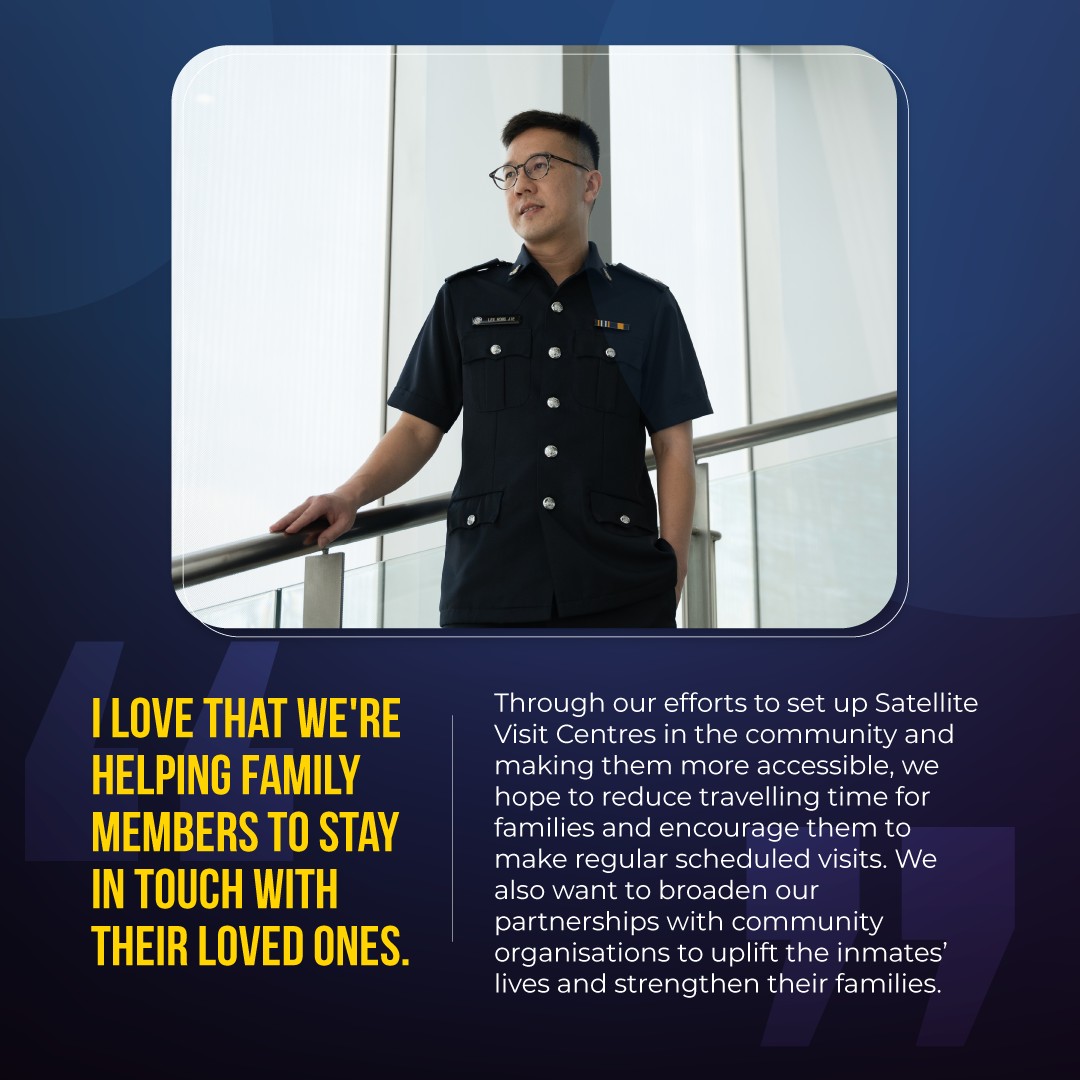 I LOVE THAT WE'RE
HELPING FAMILY
MEMBERS TO STAY
IN TOUCH WITH
THEIR LOVED ONES.
Through our efforts to set up Satellite
Visit Centres in the community and
making them more accessible, we
hope to reduce travelling time for
families and encourage them to
make regular scheduled visits. We
also want to broaden our
partnerships with community
organisations to uplift the inmates’
lives and strengthen their families.